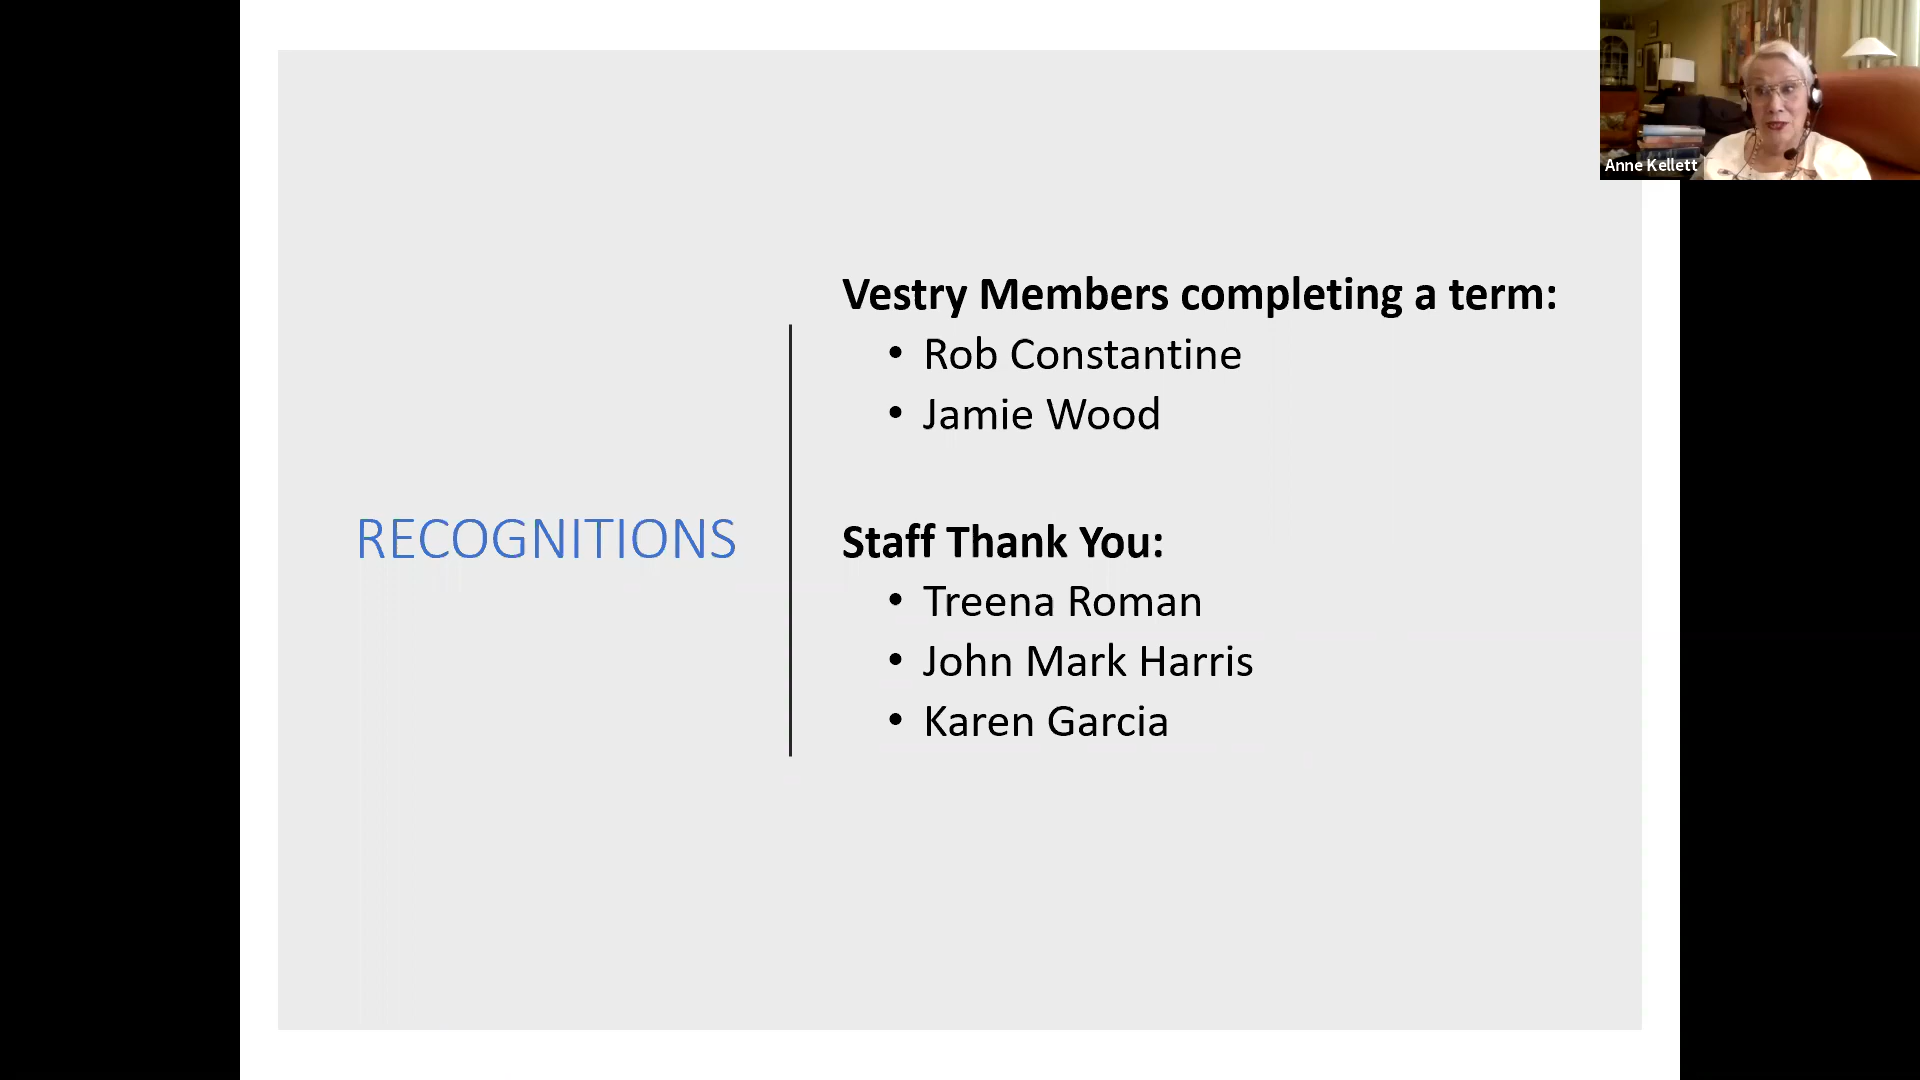 RECOGNITIONS
Vestry Members completing a term:
• Rob Constantine
• Jamie Wood
Staff Thank You:
• Treena Roman
• John Mark Harris
• Karen Garcia
Anne Kellett